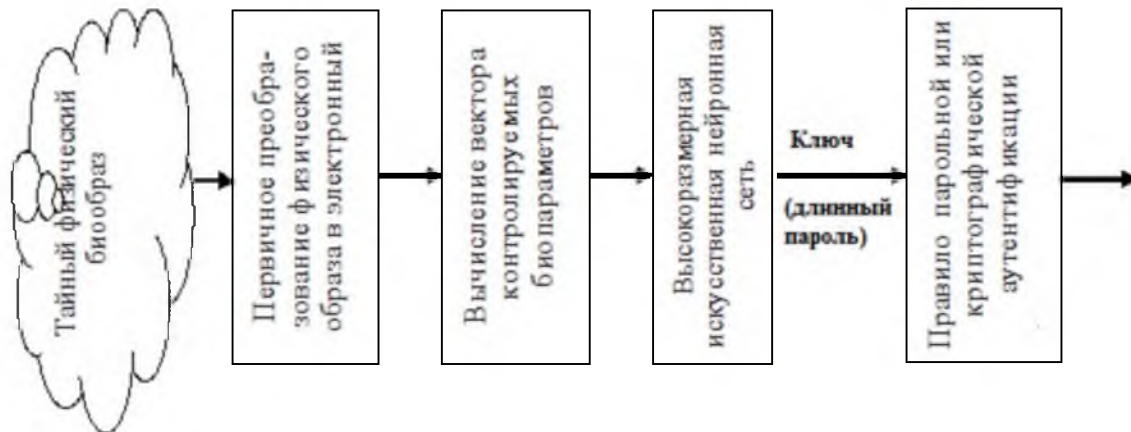 Тайный физический
биообраз
Первичное преобра-
зование физического
образа в электронный
Вычисление вектора
контролируемых
биопараметров
Высокоразмерная
искусственная нейронная
сеть
Ключ
(длинный
пароль)
Правило парольной или
криптографической
аутентификации